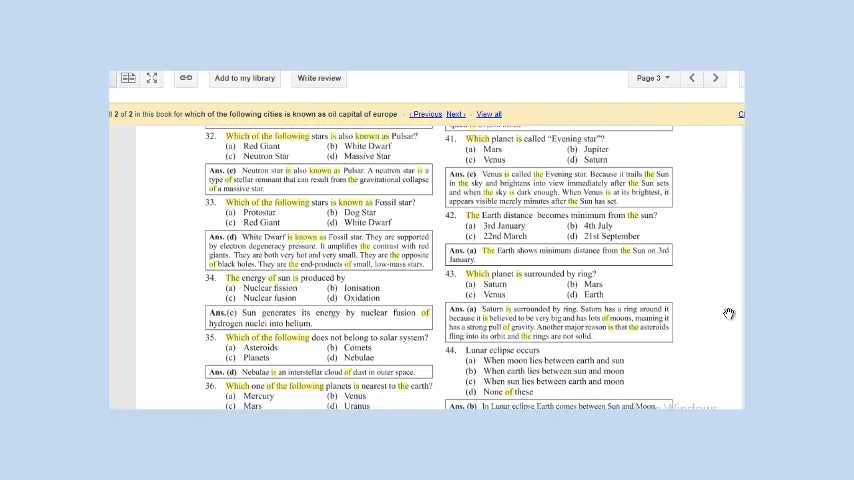 Add to my library
Write review
Page 3
2 of 2 in this book for which of the following cities is known as oil capital of europe - ‹ Previous Next › - View all
32. Which of the following stars is also known as Pulsar?
(a) Red Giant (b) White Dwarf
(c) Neutron Star (d) Massive Star
Ans. (c) Neutron star is also known as Pulsar. A neutron star is a
type of stellar remnant that can result from the gravitational collapse
of a massive star.
33. Which of the following stars is known as Fossil star?
(a) Protostar (b) Dog Star
(c) Red Giant (d) White Dwarf
Ans. (d) White Dwarf is known as Fossil star. They are supported
by electron degeneracy pressure. It amplifies the contrast with red
giants. They are both very hot and very small. They are the opposite
of black holes. They are the end-products of small, low-mass stars.
34. The energy of sun is produced by
(a) Nuclear fission (b) Ionisation
(c) Nuclear fusion (d) Oxidation
Ans.(c) Sun generates its energy by nuclear fusion of
hydrogen nuclei into helium.
35. Which of the following does not belong to solar system?
(a) Asteroids (b) Comets
(c) Planets (d) Nebulae
Ans. (d) Nebulae is an interstellar cloud of dust in outer space.
36. Which one of the following planets is nearest to the earth?
(a) Mercury (b) Venus
(c) Mars (d) Uranus
41. Which planet is called “Evening star”?
(a) Mars (b) Jupiter
(c) Venus (d) Saturn
Ans. (c) Venus is called the Evening star. Because it trails the Sun
in the sky and brightens into view immediately after the Sun sets
and when the sky is dark enough. When Venus is at its brightest, it
appears visible merely minutes after the Sun has set.
42. The Earth distance becomes minimum from the sun?
(a) 3rd January (b) 4th July
(c) 22nd March (d) 21st September
Ans. (a) The Earth shows minimum distance from the Sun on 3rd
January.
43. Which planet is surrounded by ring?
(a) Saturn (b) Mars
(c) Venus (d) Earth
Ans. (a) Saturn is surrounded by ring. Saturn has a ring around it
because it is believed to be very big and has lots of moons, meaning it
has a strong pull of gravity. Another major reason is that the asteroids
fling into its orbit and the rings are not solid.
44. Lunar eclipse occurs
(a) When moon lies between earth and sun
(b) When earth lies between sun and moon
(c) When sun lies between earth and moon
(d) None of these
Ans. (b) In Lunar eclipse Earth comes between Sun and Moon.